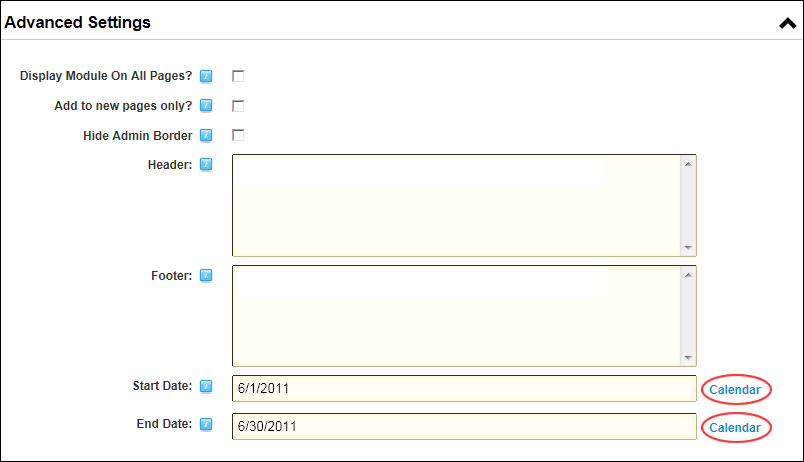 Advanced Settings
Display Module On All Pages?
Add to new pages only?
Hide Admin Border
Header:
Footer:
Start Date: 6/1/2011 Calendar
End Date: 6/30/2011 Calendar